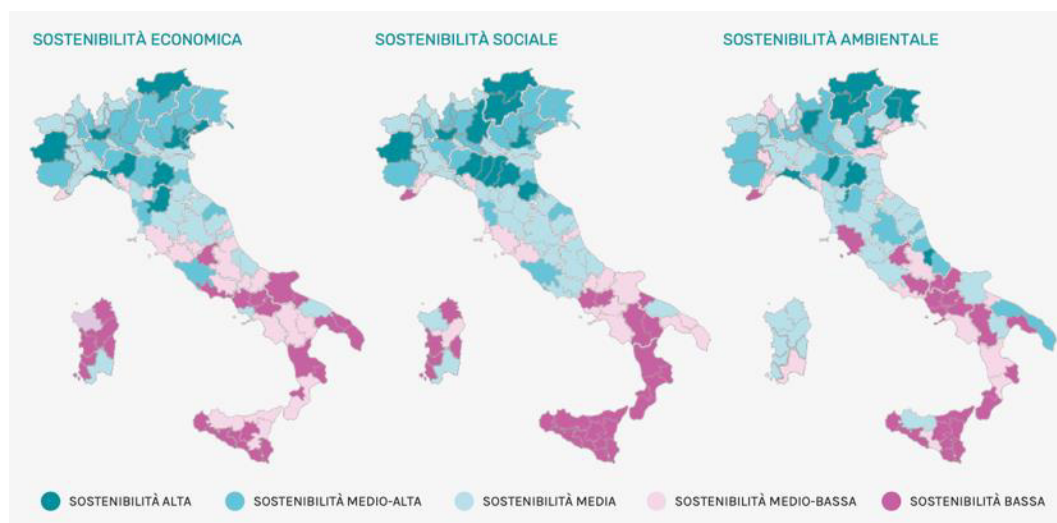 SOSTENIBILITÀ ECONOMICA
SOSTENIBILITÀ SOCIALE
SOSTENIBILITÀ AMBIENTALE
SOSTENIBILITÀ ALTA
SOSTENIBILITÀ MEDIO-ALTA
SOSTENIBILITÀ MEDIA
SOSTENIBILITÀ MEDIO-BASSA
SOSTENIBILITÀ BASSA